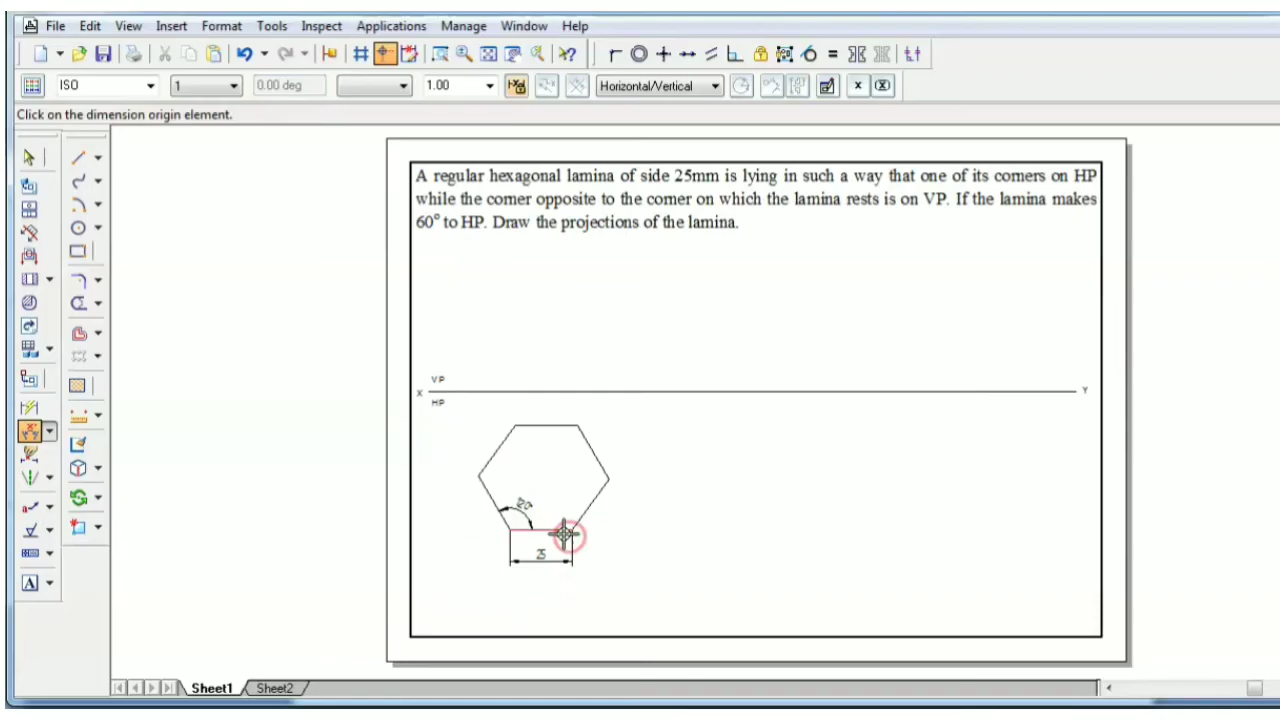 File Edit View Insert Format Tools Inspect Applications Manage Window Help
ISO 1 0.00 deg 1.00 Horizontal/Vertical
Click on the dimension origin element.
A regular hexagonal lamina of side 25mm is lying in such a way that one of its corners on HP
while the corner opposite to the corner on which the lamina rests is on VP. If the lamina makes
60° to HP. Draw the projections of the lamina.
VP
X Y
HP
25
Sheet1 Sheet2